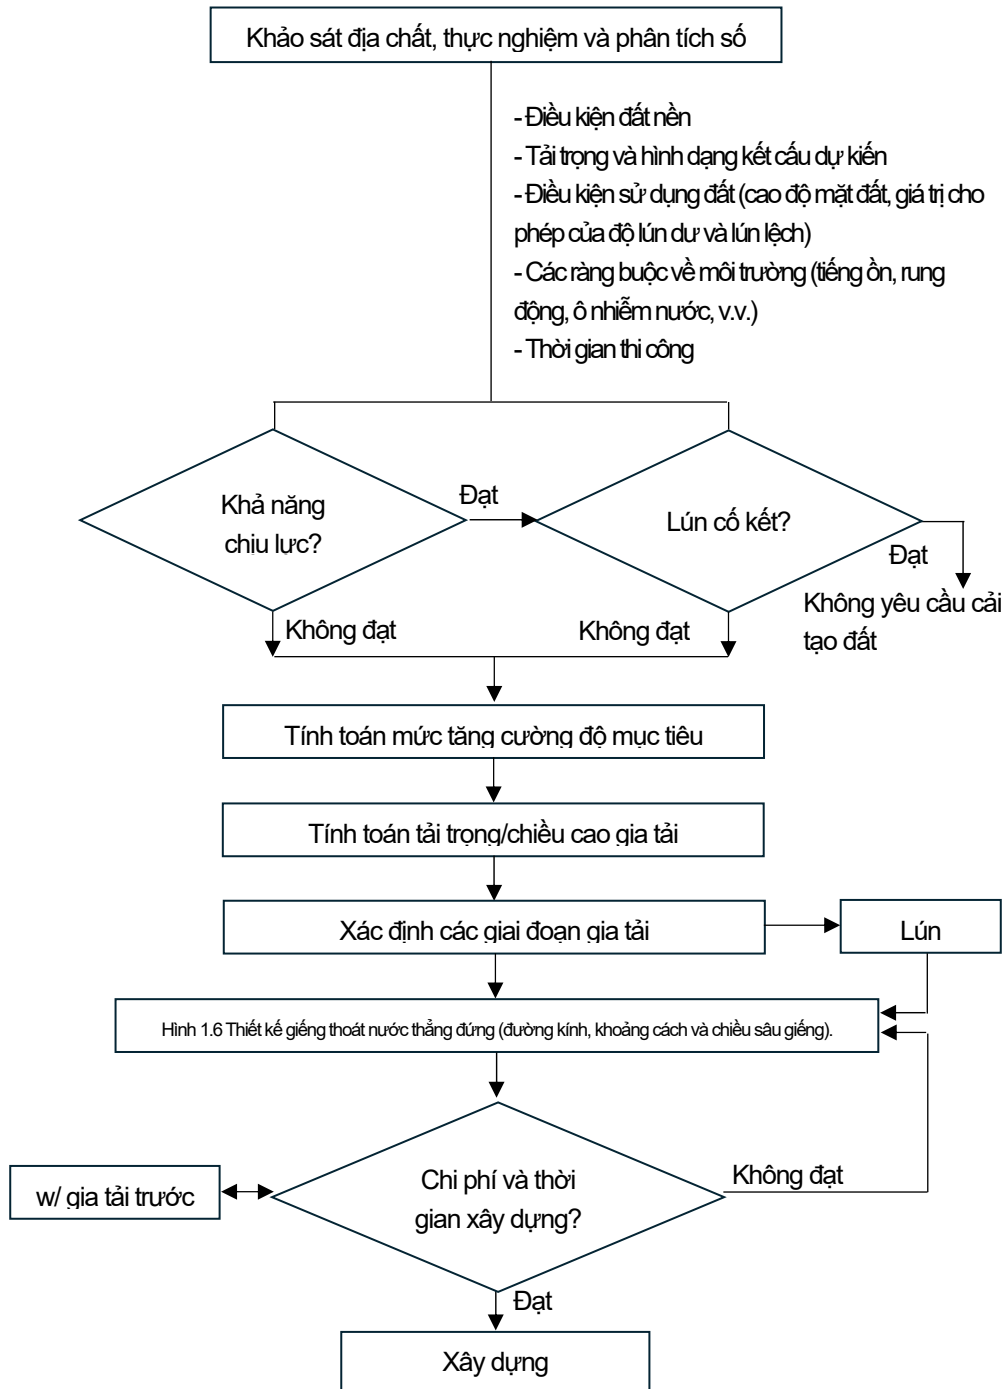 Khảo sát địa chất, thực nghiệm và phân tích số
- Điều kiện đất nền
- Tải trọng và hình dạng kết cấu dự kiến
- Điều kiện sử dụng đất (cao độ mặt đất, giá trị cho
phép của độ lún dư và lún lệch)
- Các ràng buộc về môi trường (tiếng ồn, rung
động, ô nhiễm nước, v.v.)
- Thời gian thi công
Khả năng
chịu lực?
Đạt
Lún cố kết?
Đạt
Không yêu cầu cải
tạo đất
Không đạt
Không đạt
Tính toán mức tăng cường độ mục tiêu
Tính toán tải trọng/chiều cao gia tải
Xác định các giai đoạn gia tải
Lún
Hình 1.6 Thiết kế giếng thoát nước thẳng đứng (đường kính, khoảng cách và chiều sâu giếng).
Chi phí và thời
gian xây dựng?
Không đạt
w/ gia tải trước
Đạt
Xây dựng